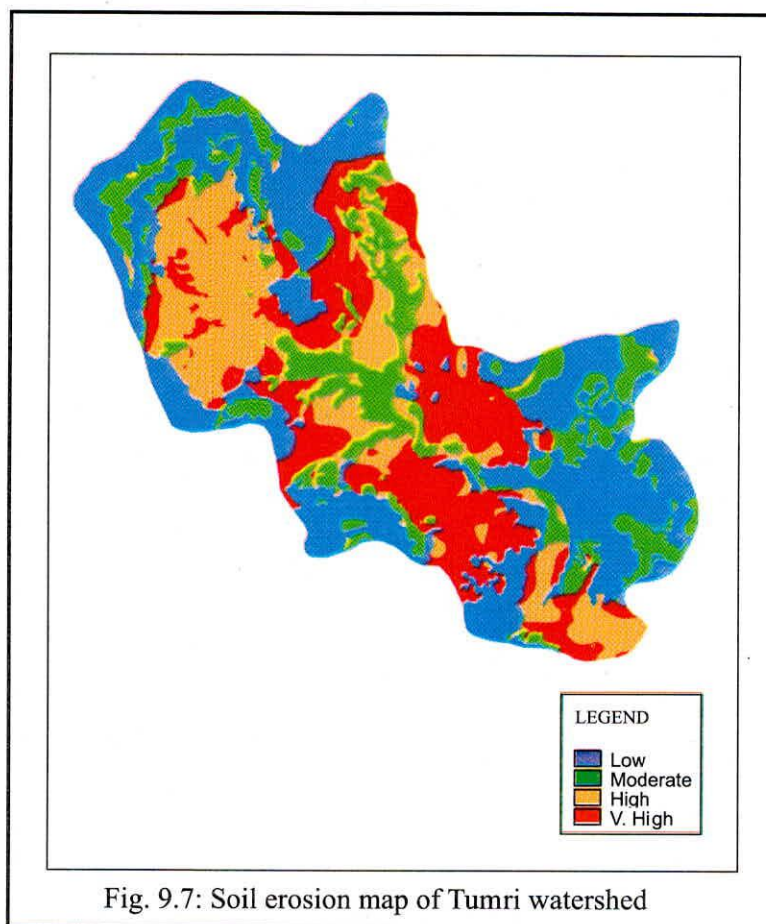 LEGEND
Low
Moderate
High
V. High
Fig. 9.7: Soil erosion map of Tumri watershed